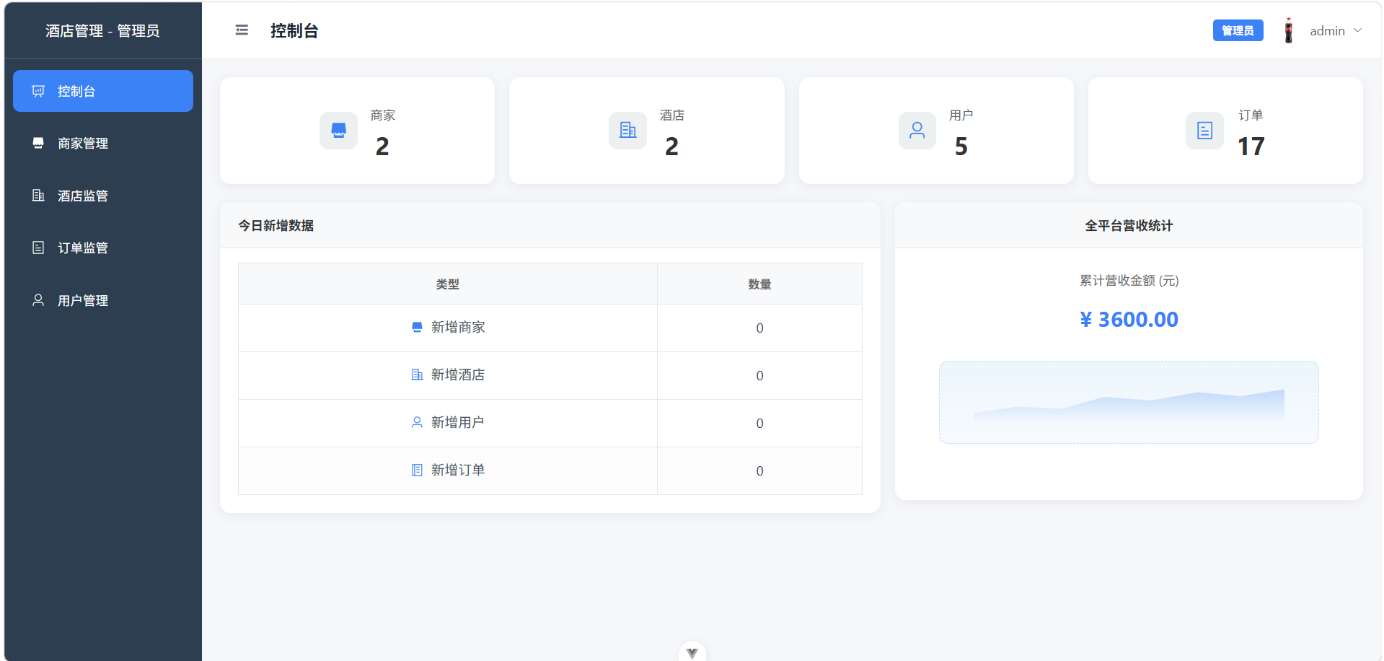 酒店管理 - 管理员
控制台
管理员
admin
控制台
商家管理
酒店监管
订单监管
用户管理
商家
2
酒店
2
用户
5
订单
17
今日新增数据
类型 数量
新增商家 0
新增酒店 0
新增用户 0
新增订单 0
全平台营收统计
累计营收金额 (元)
¥ 3600.00